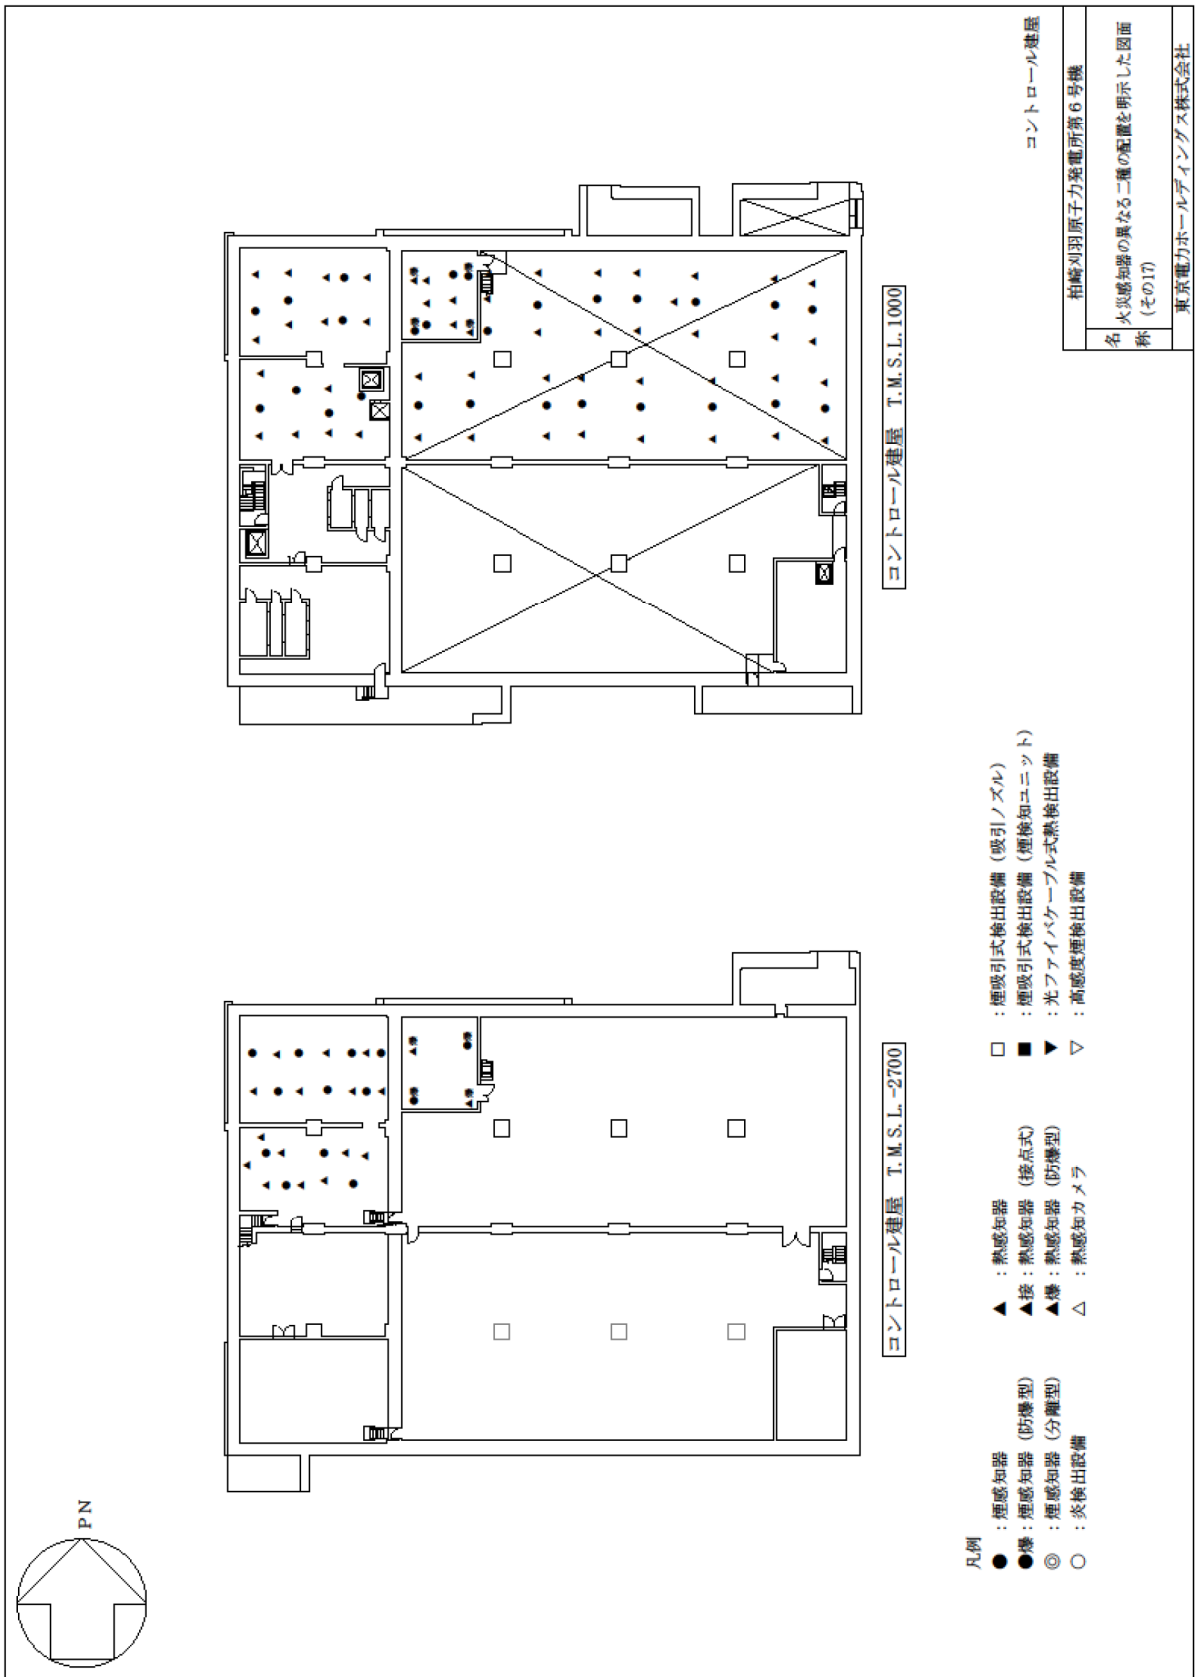 コントロール建屋
柏崎刈羽原子力発電所第6号機
名称
火災感知器の異なる二種の配置を明示した図面
(その17)
東京電力ホールディングス株式会社
コントロール建屋 T.M.S.L.-2700
コントロール建屋 T.M.S.L.1000
PN
凡例
● :煙感知器
●爆:煙感知器(防爆型)
◎ :煙感知器(分離型)
○ :炎検出設備
▲ :熱感知器
▲接:熱感知器(接点式)
▲爆:熱感知器(防爆型)
△ :熱感知カメラ
□ :煙吸引式検出設備(吸引ノズル)
■ :煙吸引式検出設備(煙検知ユニット)
▼ :光ファイバケーブル式熱検出設備
▽ :高感度煙検出設備